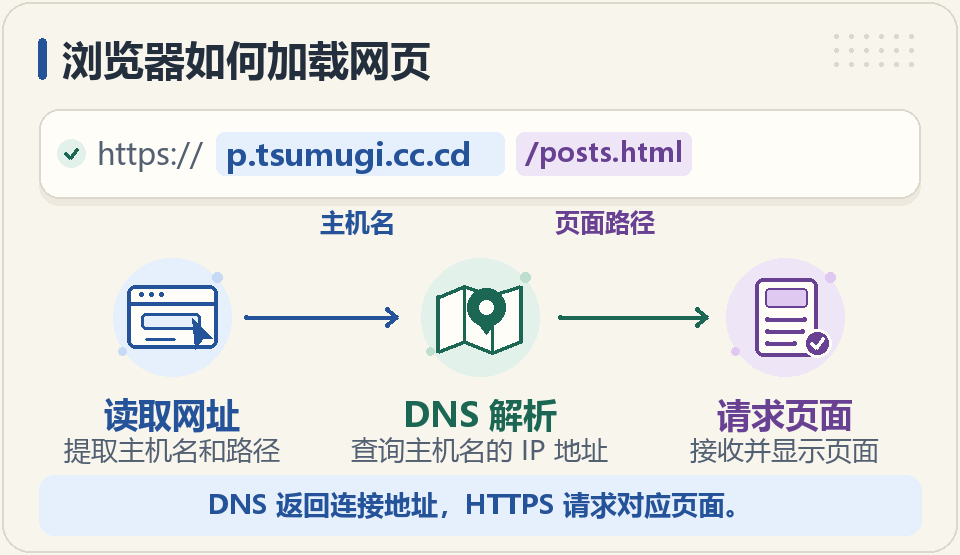 浏览器如何加载网页
https:// p.tsumugi.cc.cd /posts.html
主机名 页面路径
读取网址 DNS 解析 请求页面
提取主机名和路径 查询主机名的 IP 地址 接收并显示页面
DNS 返回连接地址，HTTPS 请求对应页面。